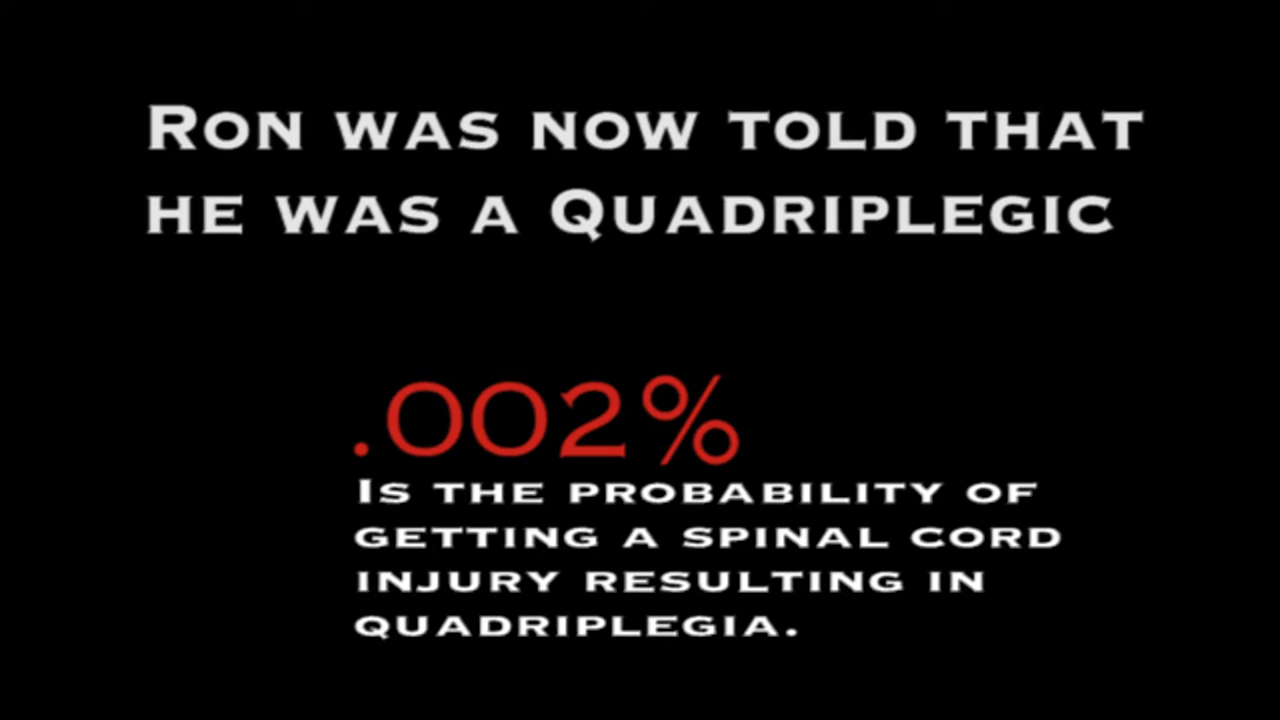 Ron was now told that
he was a Quadriplegic
.002%
Is the probability of
getting a spinal cord
injury resulting in
quadriplegia.